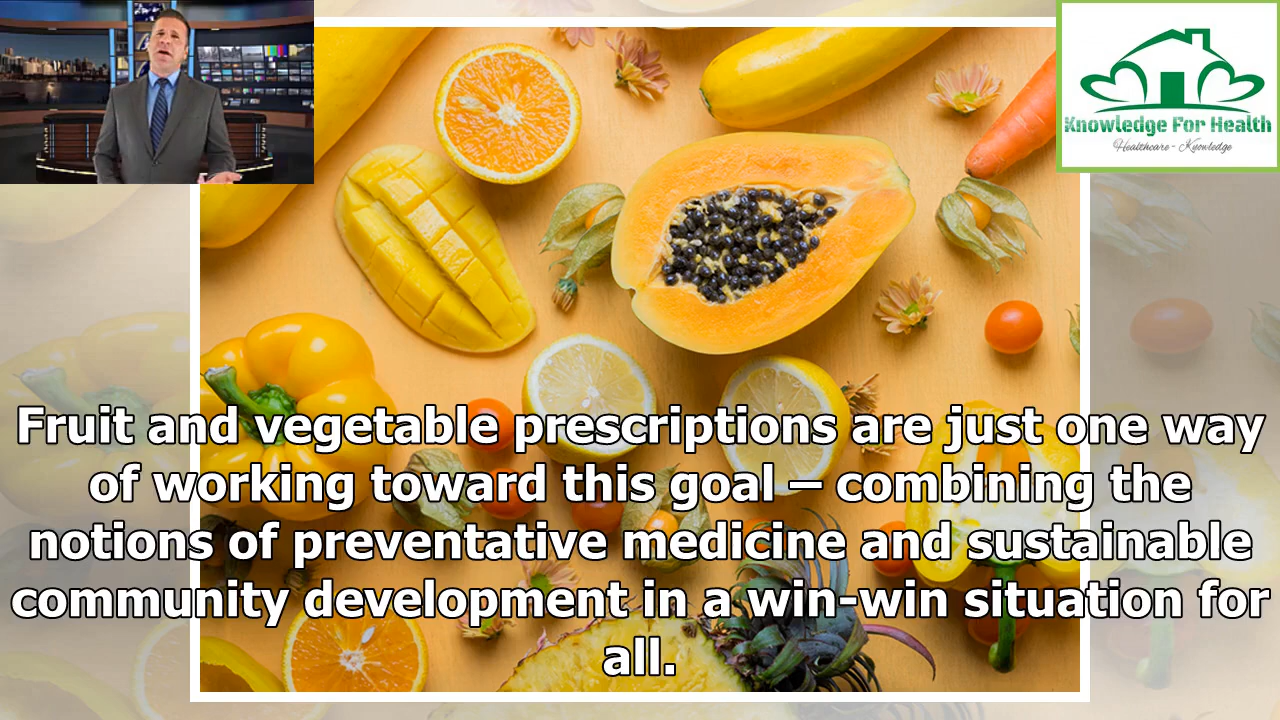 Knowledge For Health
Healthcare - Knowledge
Fruit and vegetable prescriptions are just one way
of working toward this goal – combining the
notions of preventative medicine and sustainable
community development in a win-win situation for
all.